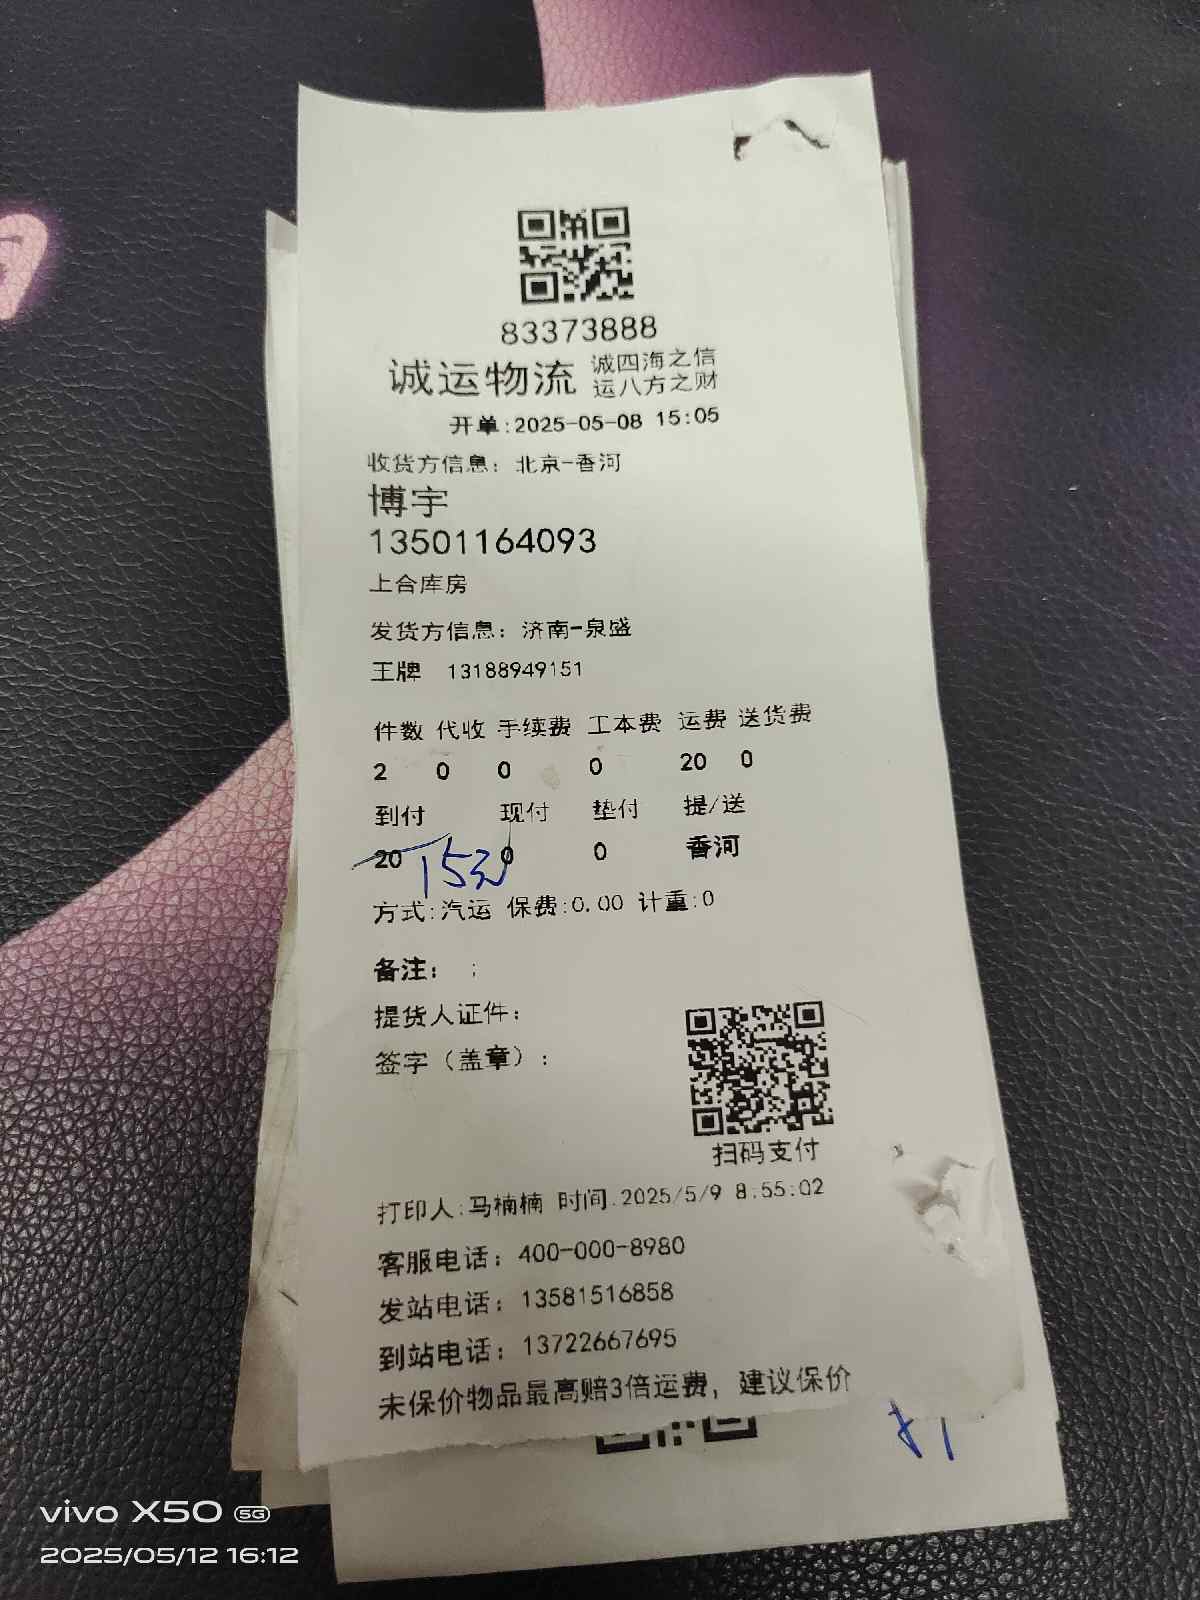 83373888
诚运物流 诚四海之信
运八方之财
开单:2025-05-08 15:05
收货方信息: 北京-香河
博宇
13501164093
上合库房
发货方信息: 济南-泉盛
王牌 13188949151
件数 代收 手续费 工本费 运费 送货费
2 0 0 0 20 0
到付 现付 垫付 提/送
20 15元 0 0 香河
方式:汽运 保费:0.00 计重:0
备注: ;
提货人证件:
签字(盖章):
扫码支付
打印人:马楠楠 时间:2025/5/9 8:55:02
客服电话: 400-000-8980
发站电话: 13581516858
到站电话: 13722667695
未保价物品最高赔3倍运费, 建议保价
vivo X50 5G
2025/05/12 16:12